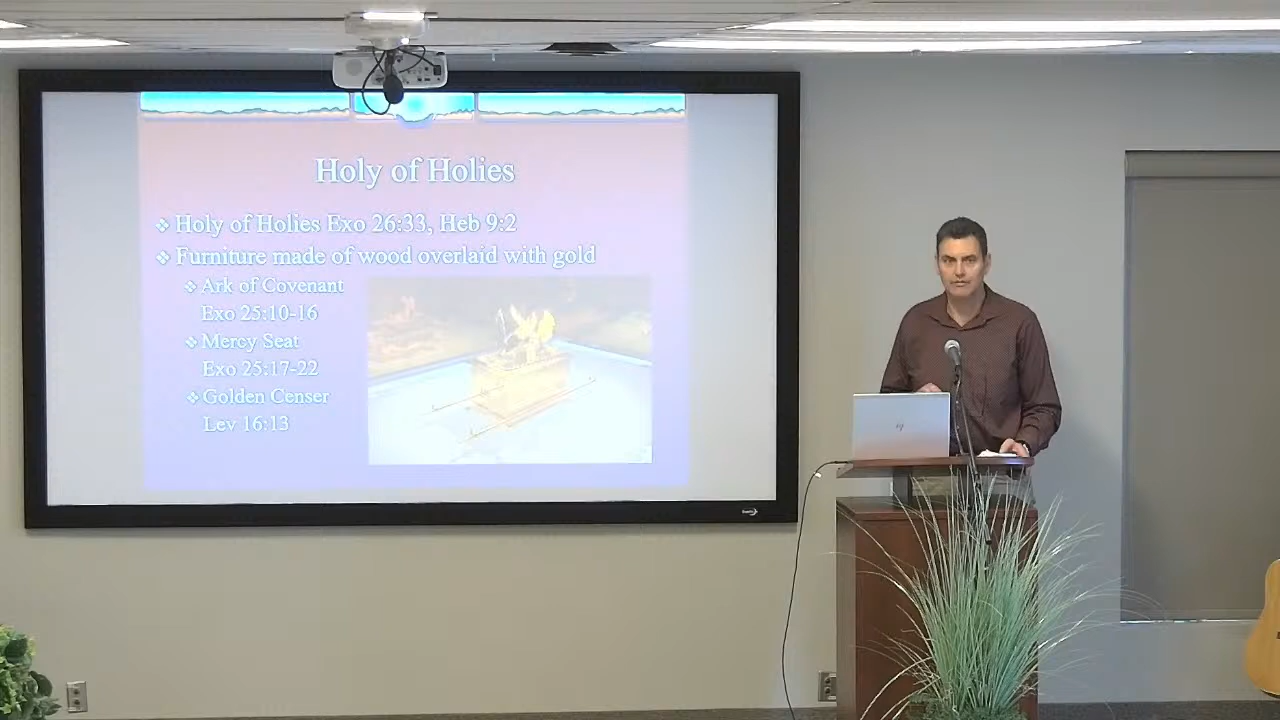 Holy of Holies
❖ Holy of Holies Exo 26:33, Heb 9:2
❖ Furniture made of wood overlaid with gold
❖ Ark of Covenant
Exo 25:10-16
❖ Mercy Seat
Exo 25:17-22
❖ Golden Censer
Lev 16:13
hp